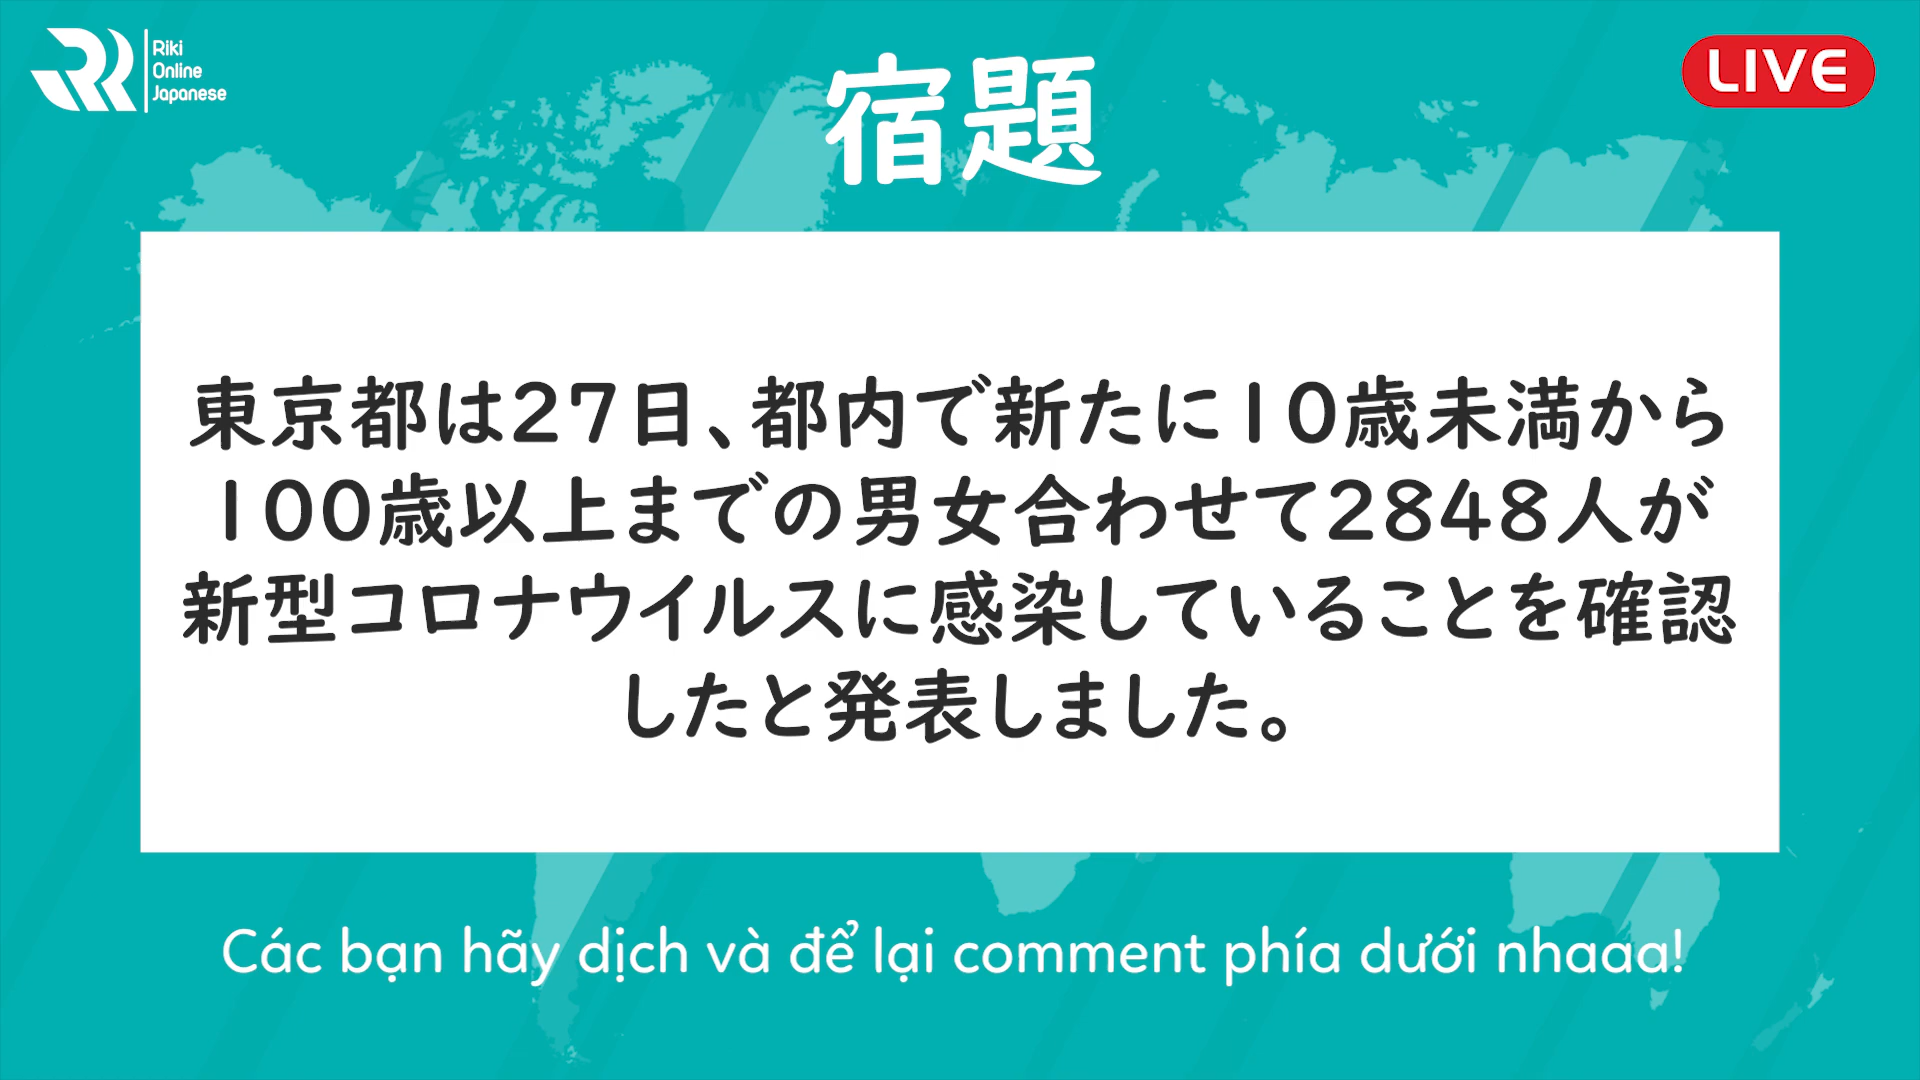 Riki
Online
Japanese
LIVE
宿題
東京都は27日、都内で新たに10歳未満から
100歳以上までの男女合わせて2848人が
新型コロナウイルスに感染していることを確認
したと発表しました。
Các bạn hãy dịch và để lại comment phía dưới nhaaa!